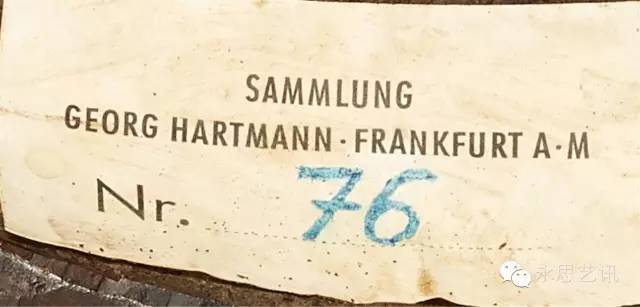 SAMMLUNG
GEORG HARTMANN · FRANKFURT A · M
Nr. 76
永思艺讯